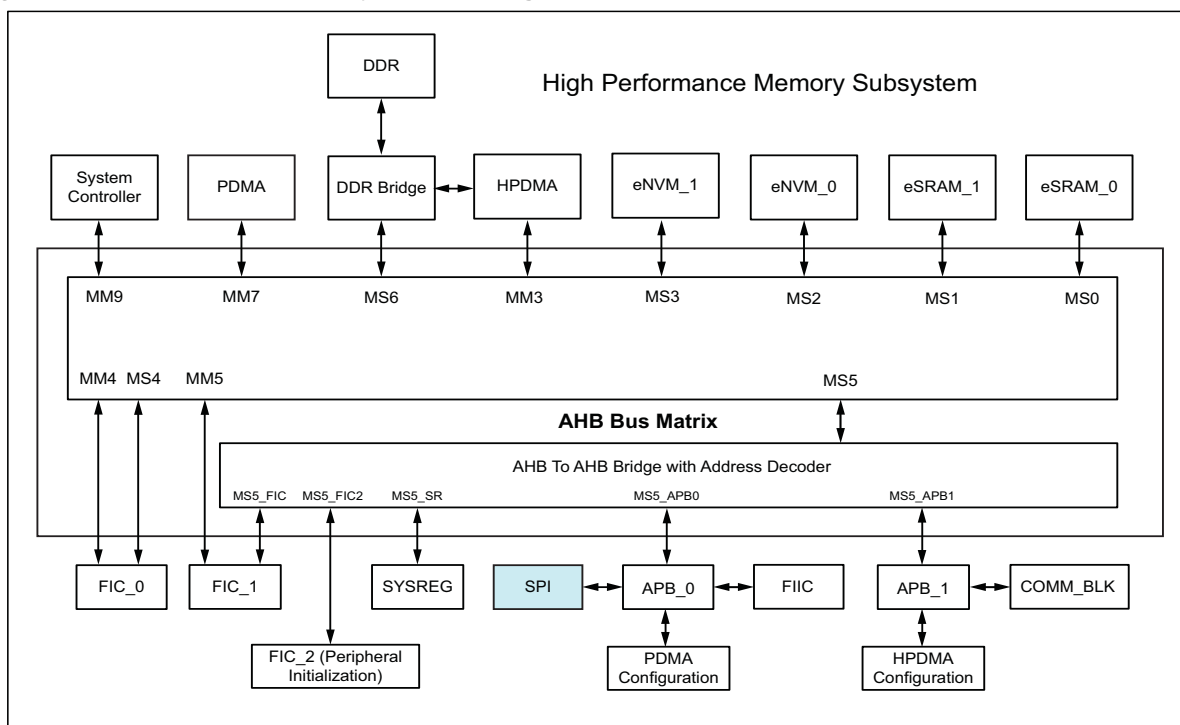 DDR
High Performance Memory Subsystem
System
Controller
PDMA
DDR Bridge
HPDMA
eNVM_1
eNVM_0
eSRAM_1
eSRAM_0
MM9
MM7
MS6
MM3
MS3
MS2
MS1
MS0
MM4
MS4
MM5
MS5
AHB Bus Matrix
AHB To AHB Bridge with Address Decoder
MS5_FIC
MS5_FIC2
MS5_SR
MS5_APB0
MS5_APB1
FIC_0
FIC_1
SYSREG
SPI
APB_0
FIIC
APB_1
COMM_BLK
FIC_2 (Peripheral
Initialization)
PDMA
Configuration
HPDMA
Configuration